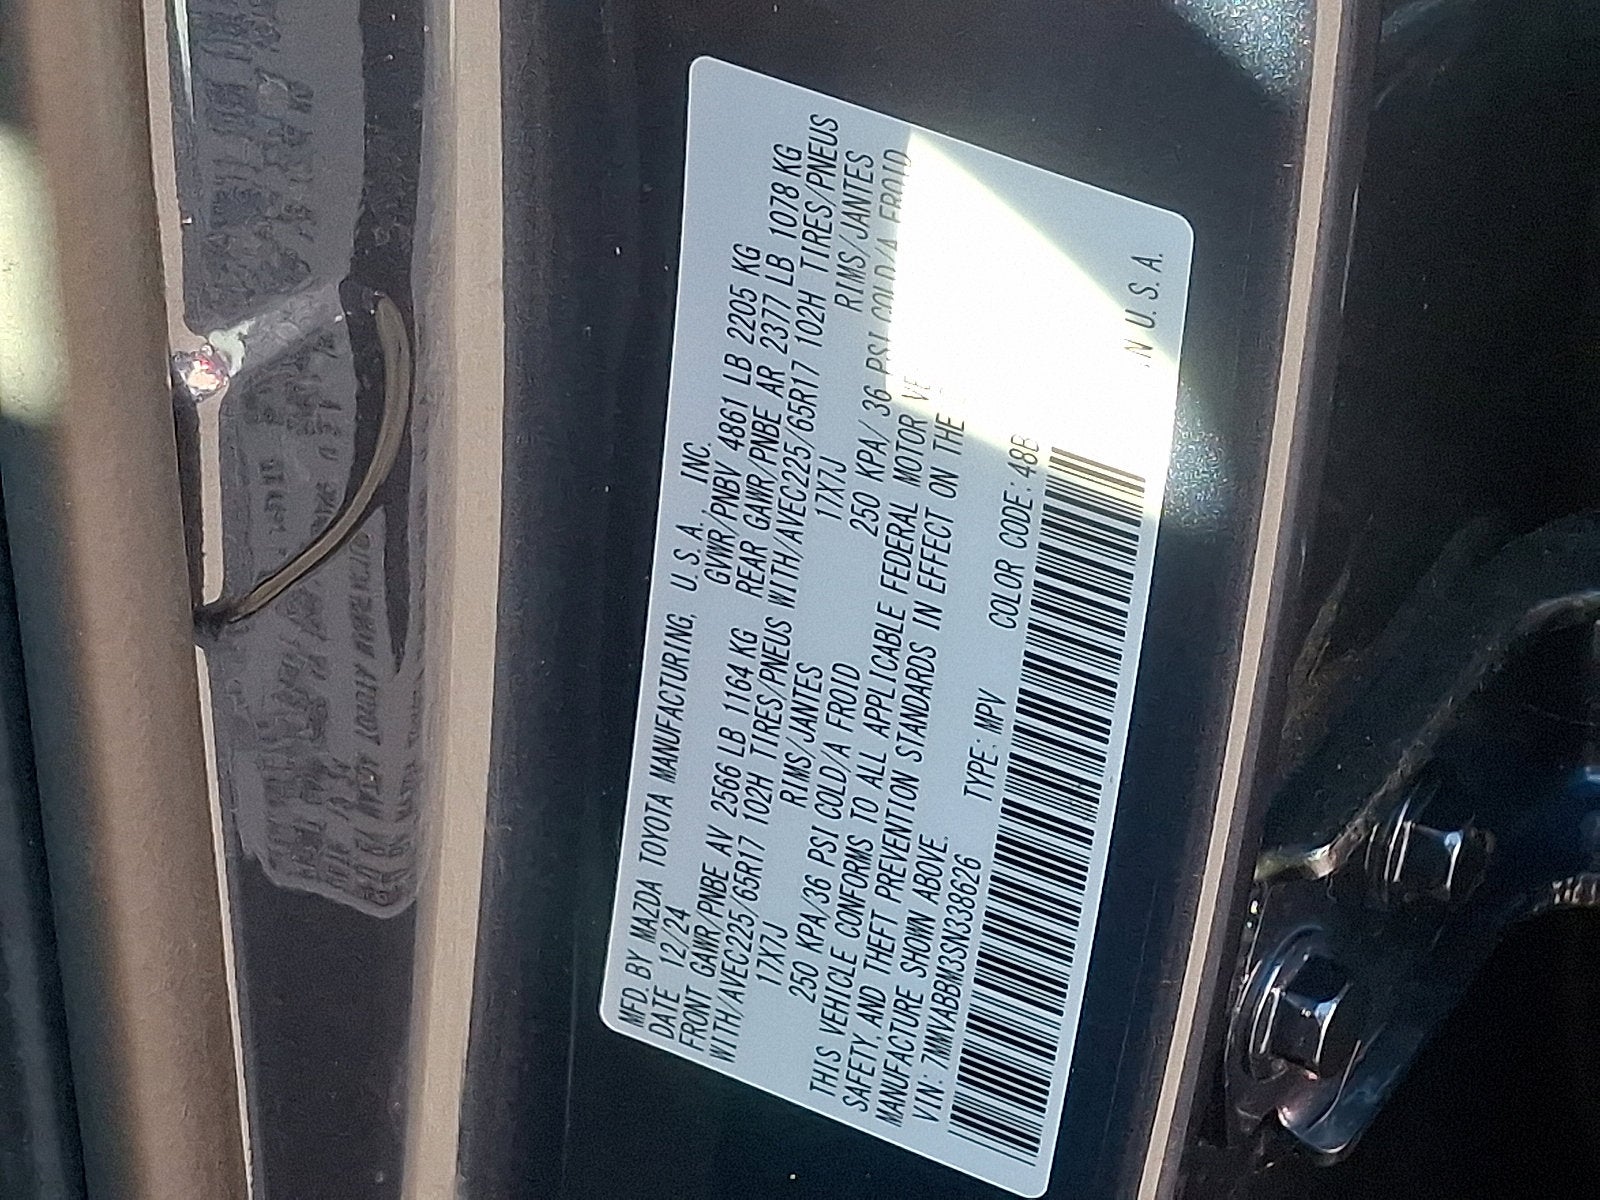 MFD. BY MAZDA TOYOTA MANUFACTURING, U.S.A., INC.
DATE 12/24 GVWR/PNBV 4861 LB 2205 KG
FRONT GAWR/PNBE AV 2566 LB 1164 KG REAR GAWR/PNBE AR 2377 LB 1078 KG
WITH/AVEC225/65R17 102H TIRES/PNEUS WITH/AVEC225/65R17 102H TIRES/PNEUS
17X7J RIMS/JANTES 17X7J RIMS/JANTES
250 KPA/36 PSI COLD/A FROID 250 KPA/ 36 PSI COLD/A FROID
THIS VEHICLE CONFORMS TO ALL APPLICABLE FEDERAL MOTOR
SAFETY, AND THEFT PREVENTION STANDARDS IN EFFECT ON THE
MANUFACTURE SHOWN ABOVE.
VIN: 7MMVABBM3SN338626 TYPE: MPV COLOR CODE: 48B
IN U.S.A.